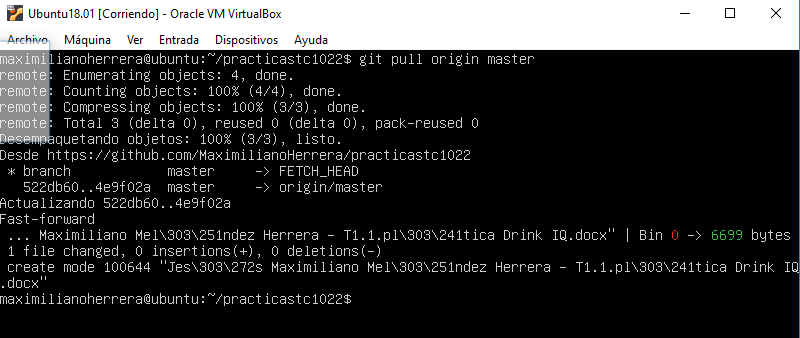 Ubuntu18.01 [Corriendo] - Oracle VM VirtualBox
Archivo Máquina Ver Entrada Dispositivos Ayuda
maximilianoherrera@ubuntu:~/practicastc1022$ git pull origin master
remote: Enumerating objects: 4, done.
remote: Counting objects: 100% (4/4), done.
remote: Compressing objects: 100% (3/3), done.
remote: Total 3 (delta 0), reused 0 (delta 0), pack-reused 0
Desempaquetando objetos: 100% (3/3), listo.
Desde https://github.com/MaximilianoHerrera/practicastc1022
 * branch            master     -> FETCH_HEAD
   522db60..4e9f02a  master     -> origin/master
Actualizando 522db60..4e9f02a
Fast-forward
 ... Maximiliano Mel\303\251ndez Herrera - T1.1.pl\303\241tica Drink IQ.docx" | Bin 0 -> 6699 bytes
 1 file changed, 0 insertions(+), 0 deletions(-)
 create mode 100644 "Jes\303\272s Maximiliano Mel\303\251ndez Herrera - T1.1.pl\303\241tica Drink IQ
.docx"
maximilianoherrera@ubuntu:~/practicastc1022$